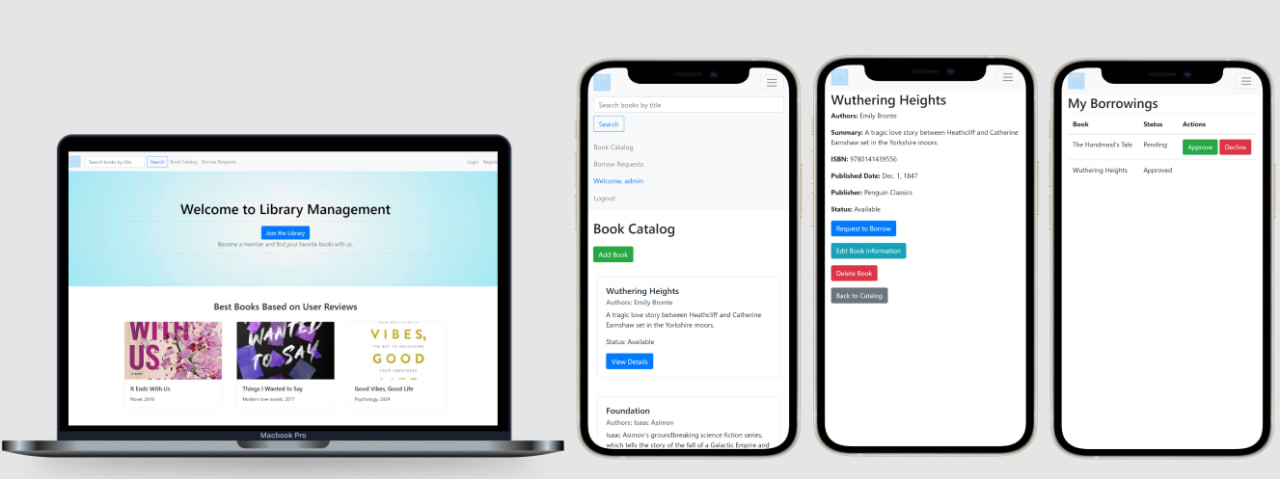 Search books by title
Search
Book Catalog
Borrow Requests
Login
Register
Welcome to Library Management
Join the Library
Become a member and find your favorite books with us.
Best Books Based on User Reviews
WITH
US
It Ends With Us
Novel, 2016
WANTED
TO SAY
Things I Wanted to Say
Modern love novels, 2017
VIBES,
GOOD
Good Vibes, Good Life
Psychology, 2024
Macbook Pro
Search books by title
Search
Book Catalog
Borrow Requests
Welcome, admin
Logout
Book Catalog
Add Book
Wuthering Heights
Authors: Emily Bronte
A tragic love story between Heathcliff and Catherine
Earnshaw set in the Yorkshire moors.
Status: Available
View Details
Foundation
Authors: Isaac Asimov
Isaac Asimov's groundbreaking science fiction series,
which tells the story of the fall of a Galactic Empire and
Wuthering Heights
Authors: Emily Bronte
Summary: A tragic love story between Heathcliff and Catherine
Earnshaw set in the Yorkshire moors.
ISBN: 9780141439556
Published Date: Dec. 1, 1847
Publisher: Penguin Classics
Status: Available
Request to Borrow
Edit Book Information
Delete Book
Back to Catalog
My Borrowings
Book Status Actions
The Handmaid's Tale Pending Approve Decline
Wuthering Heights Approved